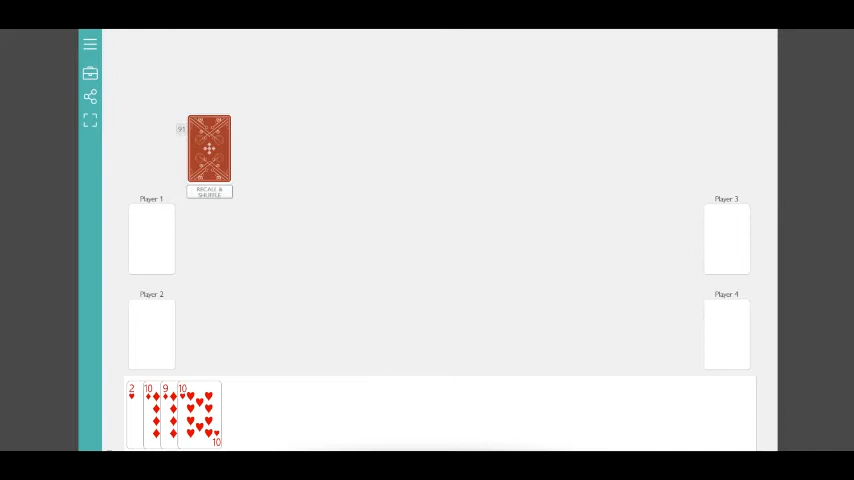 91
RECALL &
SHUFFLE
Player 1
Player 3
Player 2
Player 4
2 10 9 10
10